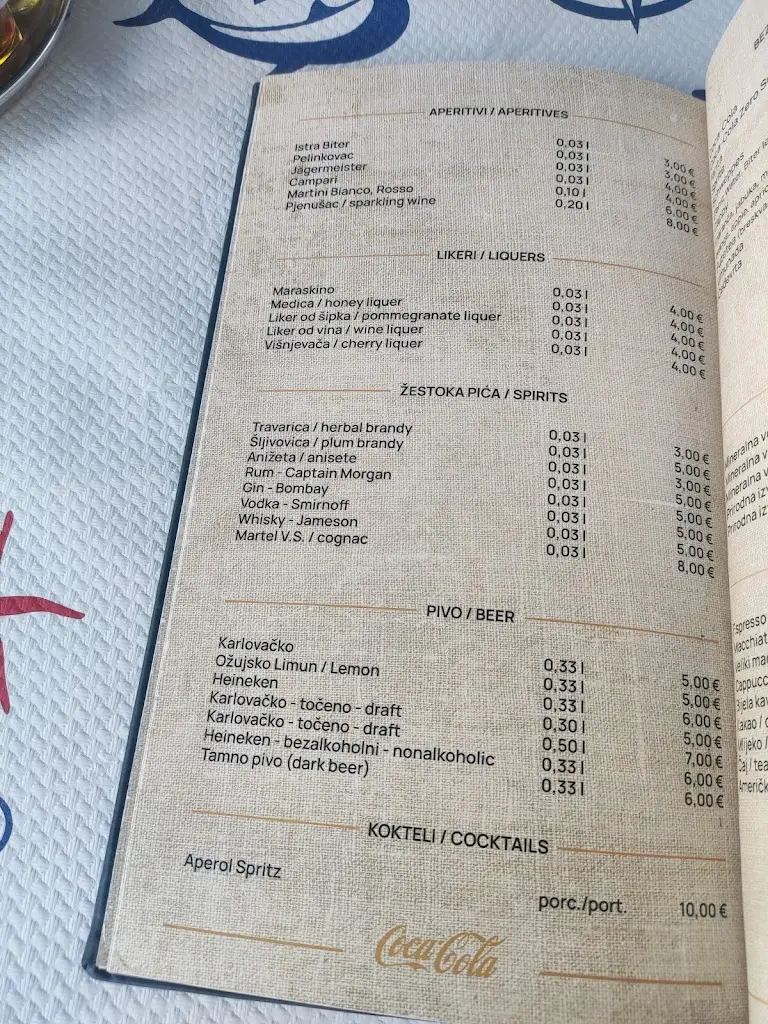 APERITIVI / APERITIVES
Istra Biter 0,03 l 3,00 €
Pelinkovac 0,03 l 3,00 €
Jägermeister 0,03 l 4,00 €
Campari 0,03 l 4,00 €
Martini Bianco, Rosso 0,10 l 6,00 €
Pjenušac / sparkling wine 0,20 l 8,00 €
LIKERI / LIQUERS
Maraskino 0,03 l 4,00 €
Medica / honey liquer 0,03 l 4,00 €
Liker od šipka / pommegranate liquer 0,03 l 4,00 €
Liker od vina / wine liquer 0,03 l 4,00 €
Višnjevača / cherry liquer 0,03 l 4,00 €
ŽESTOKA PIĆA / SPIRITS
Travarica / herbal brandy 0,03 l 3,00 €
Šljivovica / plum brandy 0,03 l 5,00 €
Anižeta / anisete 0,03 l 3,00 €
Rum - Captain Morgan 0,03 l 5,00 €
Gin - Bombay 0,03 l 5,00 €
Vodka - Smirnoff 0,03 l 5,00 €
Whisky - Jameson 0,03 l 5,00 €
Martel V.S. / cognac 0,03 l 8,00 €
PIVO / BEER
Karlovačko 0,33 l 5,00 €
Ožujsko Limun / Lemon 0,33 l 5,00 €
Heineken 0,33 l 6,00 €
Karlovačko - točeno - draft 0,30 l 5,00 €
Karlovačko - točeno - draft 0,50 l 7,00 €
Heineken - bezalkoholni - nonalkoholic 0,33 l 6,00 €
Tamno pivo (dark beer) 0,33 l 6,00 €
KOKTELI / COCKTAILS
Aperol Spritz porc./port. 10,00 €
Coca-Cola
Mineralna
Mineralna
Mineralna
Prirodna
Prirodna
Espresso
Čaj / tea